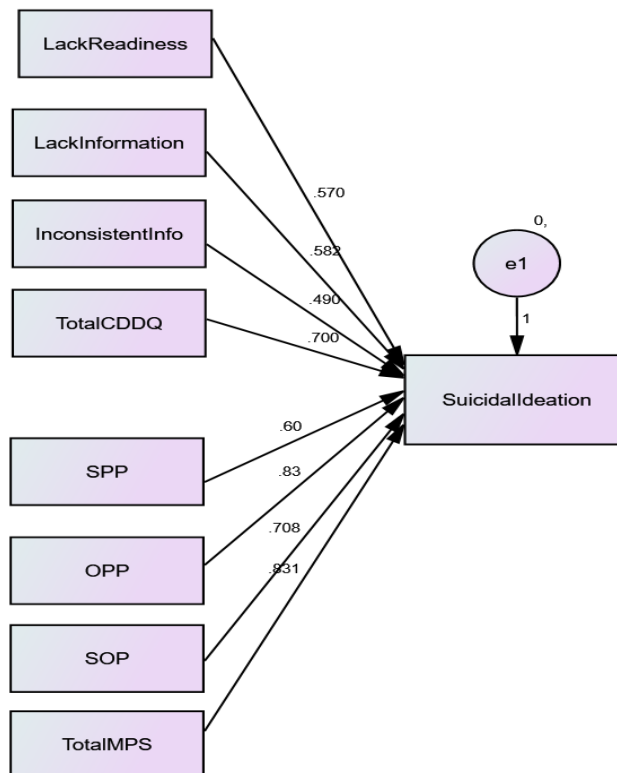 LackReadiness
LackInformation
.570
0,
InconsistentInfo
.582
e1
.490
TotalCDDQ
.700
1
SuicidalIdeation
.60
SPP
.83
.708
OPP
.831
SOP
TotalMPS